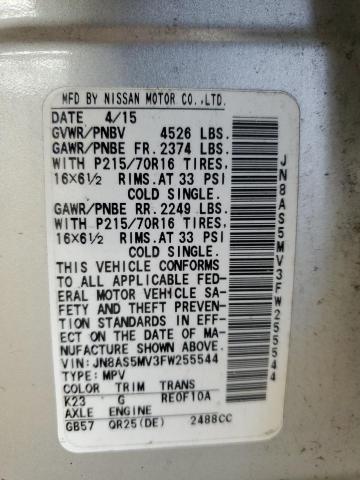 MFD BY NISSAN MOTOR CO.,LTD.
DATE 4/15
GVWR/PNBV 4526 LBS.
GAWR/PNBE FR. 2374 LBS.
WITH P215/70R16 TIRES,
16X6½ RIMS.AT 33 PSI
COLD SINGLE.
GAWR/PNBE RR. 2249 LBS.
WITH P215/70R16 TIRES,
16X6½ RIMS.AT 33 PSI
COLD SINGLE.
THIS VEHICLE CONFORMS
TO ALL APPLICABLE FED-
ERAL MOTOR VEHICLE SA-
FETY AND THEFT PREVEN-
TION STANDARDS IN EFF-
ECT ON THE DATE OF MA-
NUFACTURE SHOWN ABOVE.
VIN: JN8AS5MV3FW255544
TYPE: MPV
COLOR TRIM TRANS
K23 G RE0F10A
AXLE ENGINE
GB57 QR25(DE) 2488CC
JN8AS5MV3FW255544